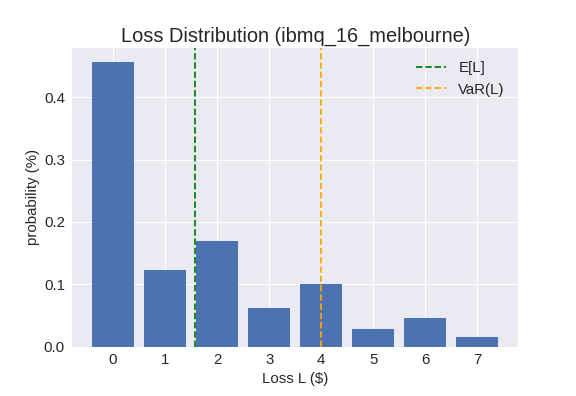 Loss Distribution (ibmq_16_melbourne)
E[L]
VaR(L)
probability (%)
0.4
0.3
0.2
0.1
0.0
0 1 2 3 4 5 6 7
Loss L ($)